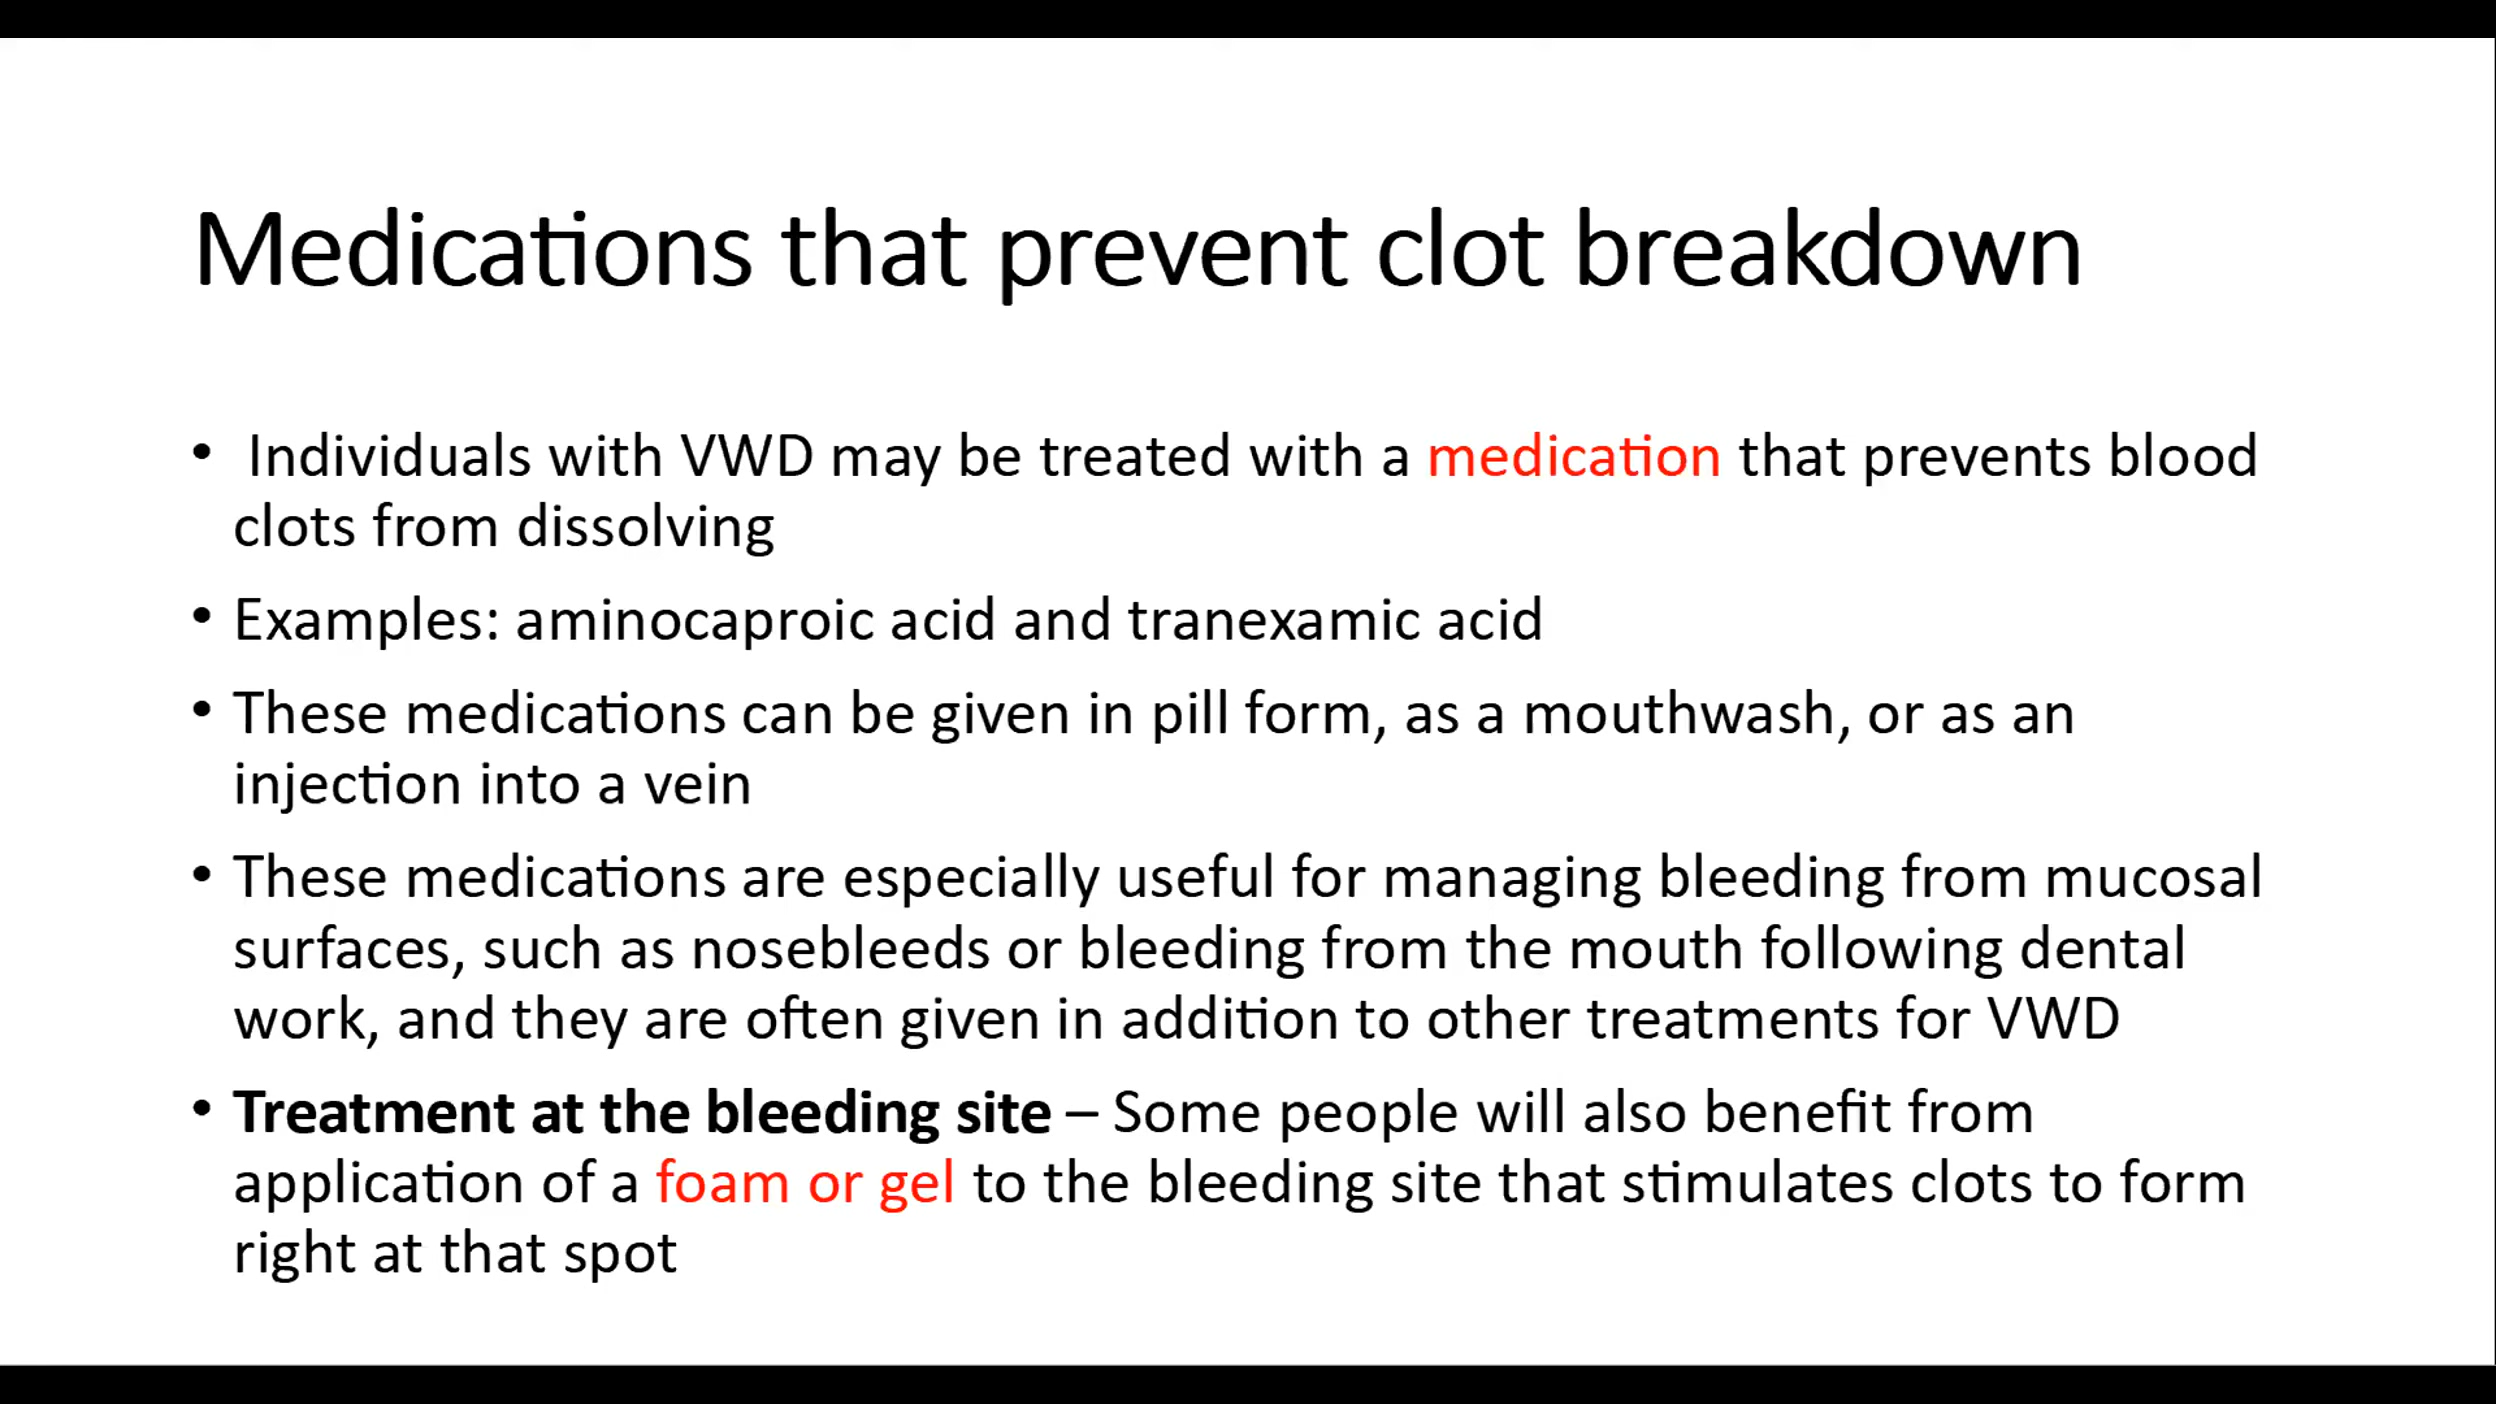 Medications that prevent clot breakdown
• Individuals with VWD may be treated with a medication that prevents blood
clots from dissolving
• Examples: aminocaproic acid and tranexamic acid
• These medications can be given in pill form, as a mouthwash, or as an
injection into a vein
• These medications are especially useful for managing bleeding from mucosal
surfaces, such as nosebleeds or bleeding from the mouth following dental
work, and they are often given in addition to other treatments for VWD
• Treatment at the bleeding site – Some people will also benefit from
application of a foam or gel to the bleeding site that stimulates clots to form
right at that spot